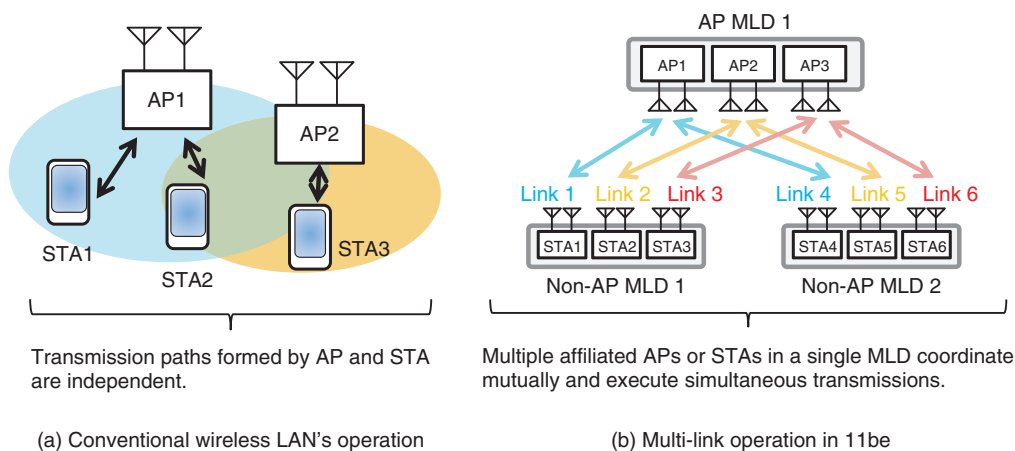 AP1
AP2
STA1
STA2
STA3
Transmission paths formed by AP and STA
are independent.
(a) Conventional wireless LAN's operation
AP MLD 1
AP1 AP2 AP3
Link 1 Link 2 Link 3 Link 4 Link 5 Link 6
STA1 STA2 STA3 STA4 STA5 STA6
Non-AP MLD 1 Non-AP MLD 2
Multiple affiliated APs or STAs in a single MLD coordinate
mutually and execute simultaneous transmissions.
(b) Multi-link operation in 11be